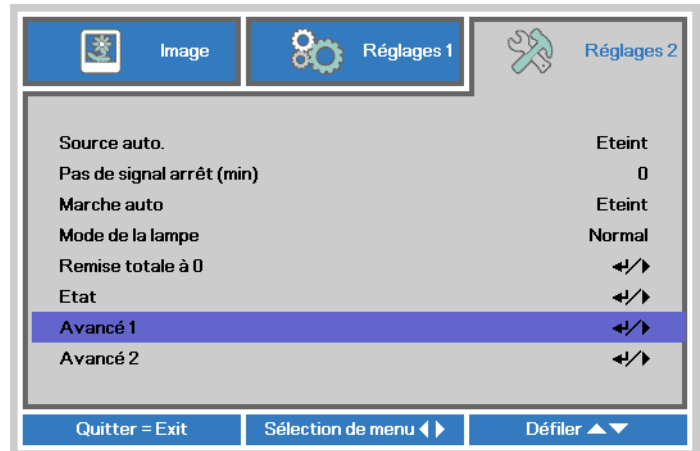 Image Réglages 1 Réglages 2
Source auto. Eteint
Pas de signal arrêt (min) 0
Marche auto Eteint
Mode de la lampe Normal
Remise totale à 0 ↵/▶
Etat ↵/▶
Avancé 1 ↵/▶
Avancé 2 ↵/▶
Quitter = Exit Sélection de menu ◀▶ Défiler ▲▼